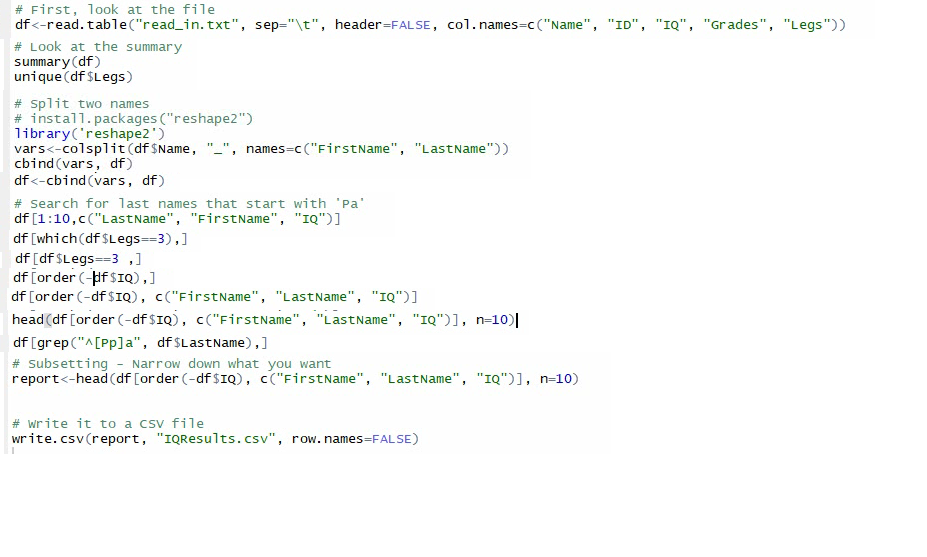 # First, look at the file
df<-read.table("read_in.txt", sep="\t", header=FALSE, col.names=c("Name", "ID", "IQ", "Grades", "Legs"))
# Look at the summary
summary(df)
unique(df$Legs)
# Split two names
# install.packages("reshape2")
library('reshape2')
vars<-colsplit(df$Name, "_", names=c("FirstName", "LastName"))
cbind(vars, df)
df<-cbind(vars, df)
# Search for last names that start with 'Pa'
df[1:10,c("LastName", "FirstName", "IQ")]
df[which(df$Legs==3),]
df[df$Legs==3 ,]
df[order(-df$IQ),]
df[order(-df$IQ), c("FirstName", "LastName", "IQ")]
head(df[order(-df$IQ), c("FirstName", "LastName", "IQ")], n=10)
df[grep("^[Pp]a", df$LastName),]
# Subsetting - Narrow down what you want
report<-head(df[order(-df$IQ), c("FirstName", "LastName", "IQ")], n=10)
# Write it to a CSV file
write.csv(report, "IQResults.csv", row.names=FALSE)